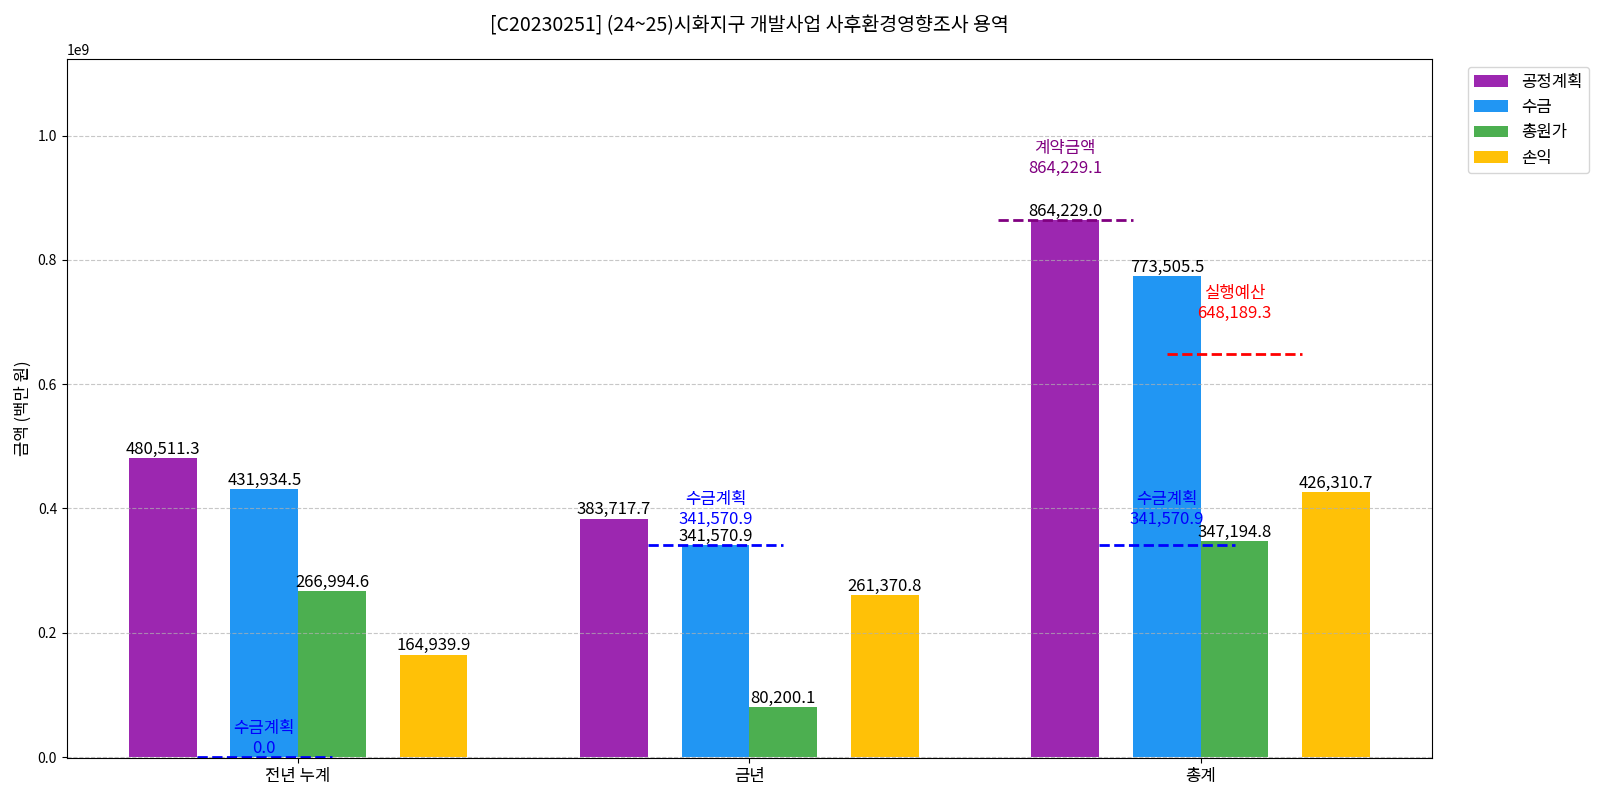 [C20230251] (24~25)시화지구 개발사업 사후환경영향조사 용역
1e9
공정계획
수금
총원가
손익
1.0
0.8
0.6
0.4
0.2
0.0
금액 (백만 원)
계약금액
864,229.1
864,229.0
773,505.5
실행예산
648,189.3
480,511.3
431,934.5
266,994.6
164,939.9
수금계획
0.0
383,717.7
수금계획
341,570.9
341,570.9
80,200.1
261,370.8
수금계획
341,570.9
347,194.8
426,310.7
전년 누계
금년
총계